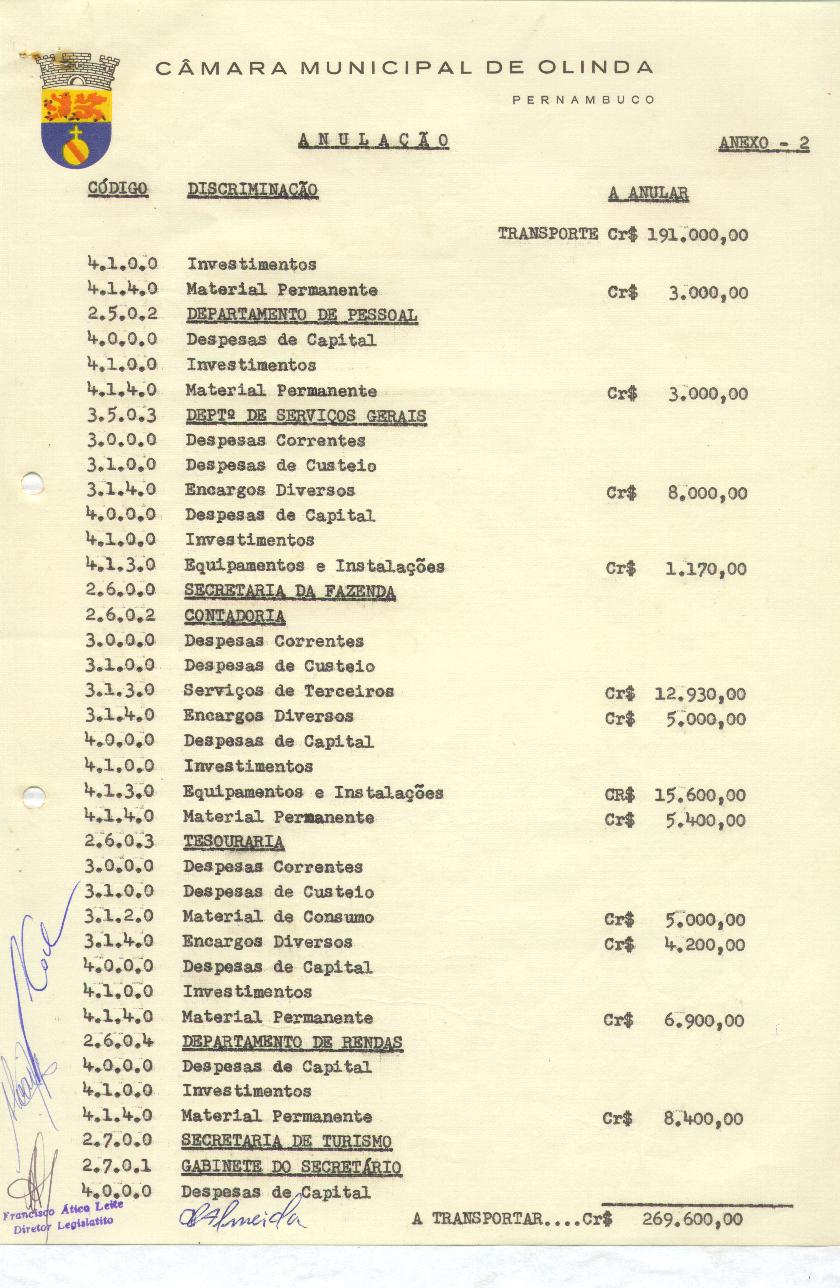 CÂMARA MUNICIPAL DE OLINDA
PERNAMBUCO
ANULAÇÃO ANEXO - 2
CÓDIGO DISCRIMINAÇÃO A ANULAR
TRANSPORTE Cr$ 191.000,00
4.1.0.0 Investimentos
4.1.4.0 Material Permanente Cr$ 3.000,00
2.5.0.2 DEPARTAMENTO DE PESSOAL
4.0.0.0 Despesas de Capital
4.1.0.0 Investimentos
4.1.4.0 Material Permanente Cr$ 3.000,00
3.5.0.3 DEPTº DE SERVIÇOS GERAIS
3.0.0.0 Despesas Correntes
3.1.0.0 Despesas de Custeio
3.1.4.0 Encargos Diversos Cr$ 8.000,00
4.0.0.0 Despesas de Capital
4.1.0.0 Investimentos
4.1.3.0 Equipamentos e Instalações Cr$ 1.170,00
2.6.0.0 SECRETARIA DA FAZENDA
2.6.0.2 CONTADORIA
3.0.0.0 Despesas Correntes
3.1.0.0 Despesas de Custeio
3.1.3.0 Serviços de Terceiros Cr$ 12.930,00
3.1.4.0 Encargos Diversos Cr$ 5.000,00
4.0.0.0 Despesas de Capital
4.1.0.0 Investimentos
4.1.3.0 Equipamentos e Instalações CR$ 15.600,00
4.1.4.0 Material Permanente Cr$ 5.400,00
2.6.0.3 TESOURARIA
3.0.0.0 Despesas Correntes
3.1.0.0 Despesas de Custeio
3.1.2.0 Material de Consumo Cr$ 5.000,00
3.1.4.0 Encargos Diversos Cr$ 4.200,00
4.0.0.0 Despesas de Capital
4.1.0.0 Investimentos
4.1.4.0 Material Permanente Cr$ 6.900,00
2.6.0.4 DEPARTAMENTO DE RENDAS
4.0.0.0 Despesas de Capital
4.1.0.0 Investimentos
4.1.4.0 Material Permanente Cr$ 8.400,00
2.7.0.0 SECRETARIA DE TURISMO
2.7.0.1 GABINETE DO SECRETÁRIO
4.0.0.0 Despesas de Capital
Francisco Ático Leite
Diretor Legislatito
A TRANSPORTAR....Cr$ 269.600,00